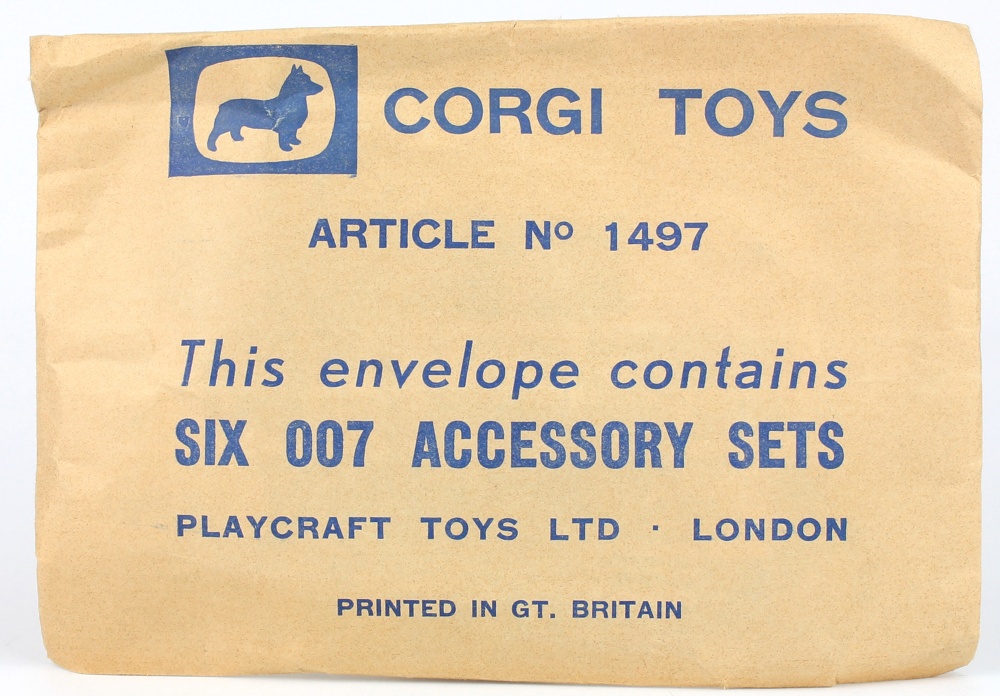 CORGI TOYS
ARTICLE Nº 1497
This envelope contains
SIX 007 ACCESSORY SETS
PLAYCRAFT TOYS LTD · LONDON
PRINTED IN GT. BRITAIN